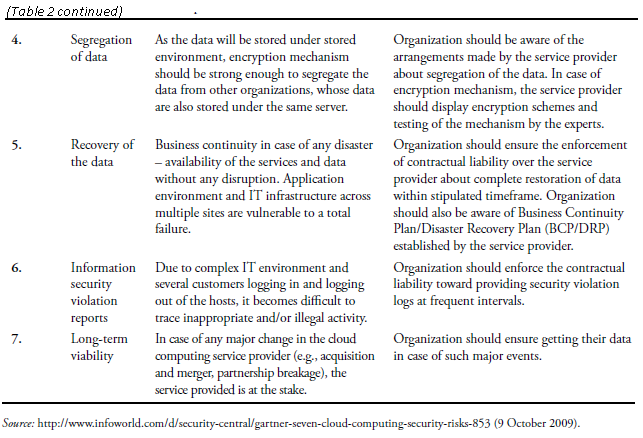 (Table 2 continued)
4. Segregation of data As the data will be stored under stored environment, encryption mechanism should be strong enough to segregate the data from other organizations, whose data are also stored under the same server. Organization should be aware of the arrangements made by the service provider about segregation of the data. In case of encryption mechanism, the service provider should display encryption schemes and testing of the mechanism by the experts.
5. Recovery of the data Business continuity in case of any disaster – availability of the services and data without any disruption. Application environment and IT infrastructure across multiple sites are vulnerable to a total failure. Organization should ensure the enforcement of contractual liability over the service provider about complete restoration of data within stipulated timeframe. Organization should also be aware of Business Continuity Plan/Disaster Recovery Plan (BCP/DRP) established by the service provider.
6. Information security violation reports Due to complex IT environment and several customers logging in and logging out of the hosts, it becomes difficult to trace inappropriate and/or illegal activity. Organization should enforce the contractual liability toward providing security violation logs at frequent intervals.
7. Long-term viability In case of any major change in the cloud computing service provider (e.g., acquisition and merger, partnership breakage), the service provided is at the stake. Organization should ensure getting their data in case of such major events.
Source: http://www.infoworld.com/d/security-central/gartner-seven-cloud-computing-security-risks-853 (9 October 2009).